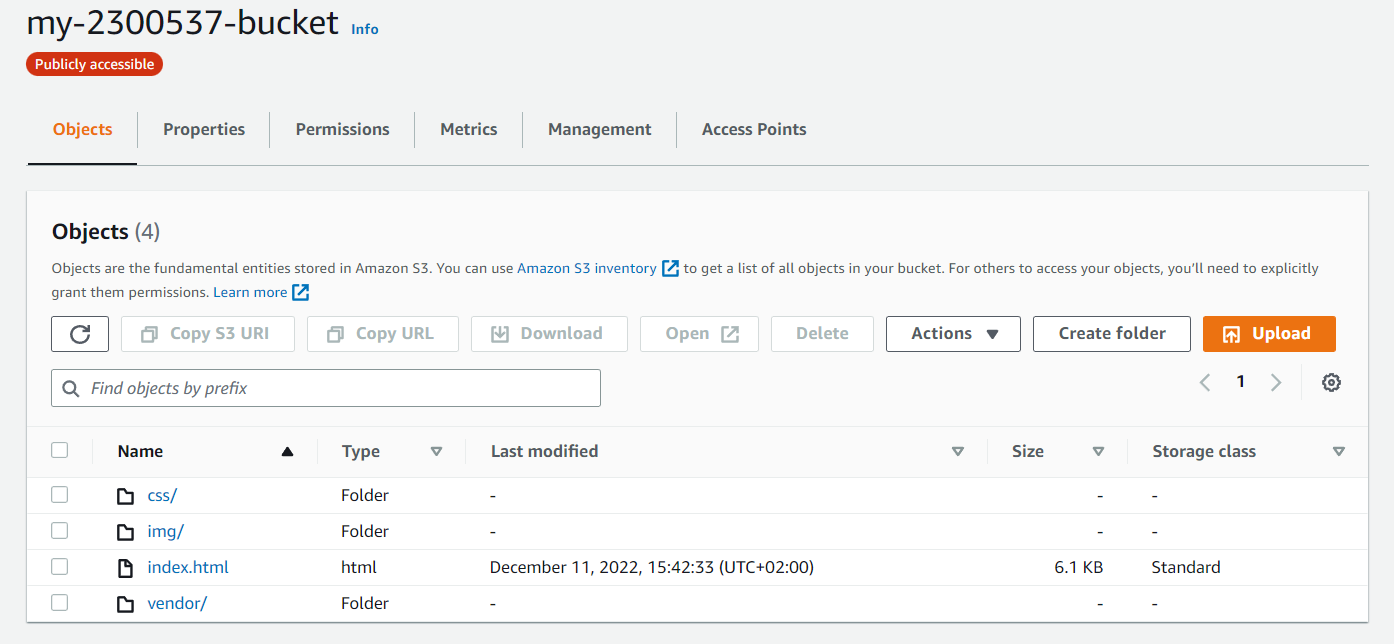 my-2300537-bucket Info
Publicly accessible
Objects Properties Permissions Metrics Management Access Points
Objects (4)
Objects are the fundamental entities stored in Amazon S3. You can use Amazon S3 inventory to get a list of all objects in your bucket. For others to access your objects, you'll need to explicitly
grant them permissions. Learn more
Copy S3 URI Copy URL Download Open Delete Actions Create folder Upload
Find objects by prefix 1
Name Type Last modified Size Storage class
css/ Folder - - -
img/ Folder - - -
index.html html December 11, 2022, 15:42:33 (UTC+02:00) 6.1 KB Standard
vendor/ Folder - - -